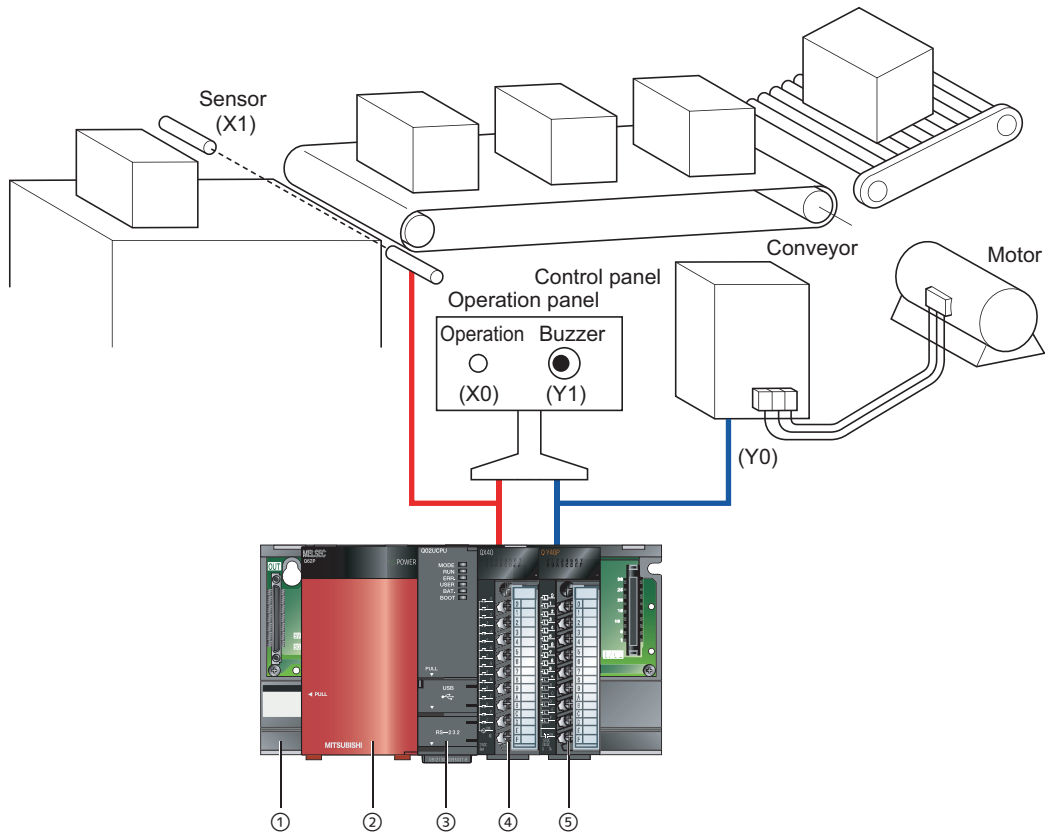 Sensor
(X1)
Conveyor
Control panel
Motor
Operation panel
Operation Buzzer
(X0) (Y1)
(Y0)
MELSEC
Q62P
POWER
Q02UCPU
MODE
RUN
ERR.
USER
BAT.
BOOT
QX40
QY40P
OUT
PULL
USB
◄ PULL
RS-232
MITSUBISHI
① ② ③ ④ ⑤